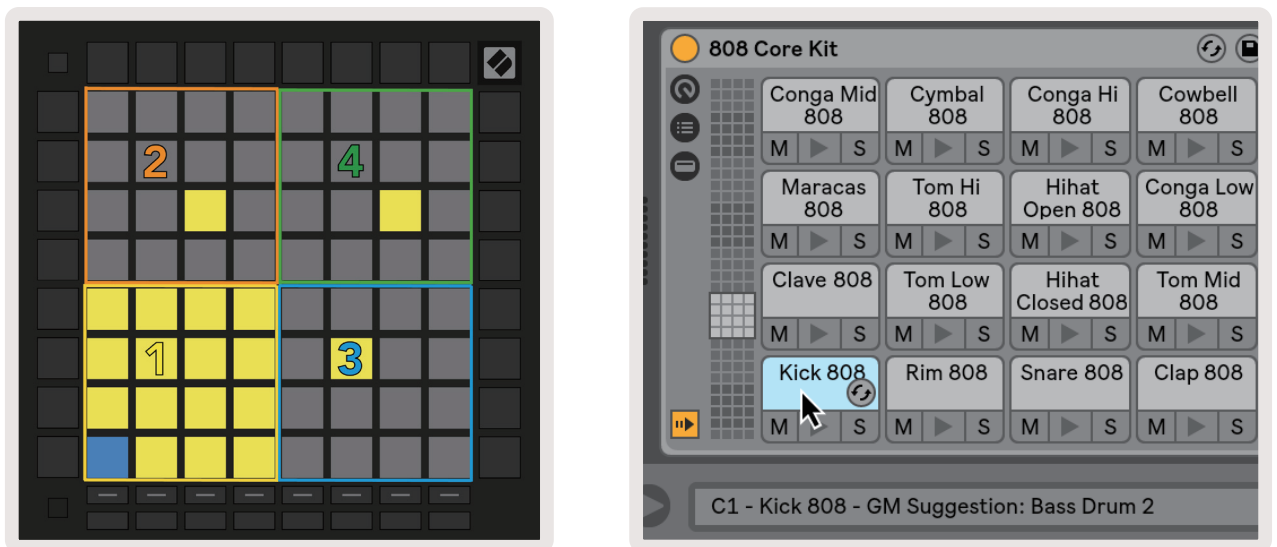 2
4
1
3
808 Core Kit
Conga Mid
808
Cymbal
808
Conga Hi
808
Cowbell
808
M S M S M S M S
Maracas
808
Tom Hi
808
Hihat
Open 808
Conga Low
808
M S M S M S M S
Clave 808
Tom Low
808
Hihat
Closed 808
Tom Mid
808
M S M S M S M S
Kick 808
Rim 808
Snare 808
Clap 808
M S M S M S M S
C1 - Kick 808 - GM Suggestion: Bass Drum 2